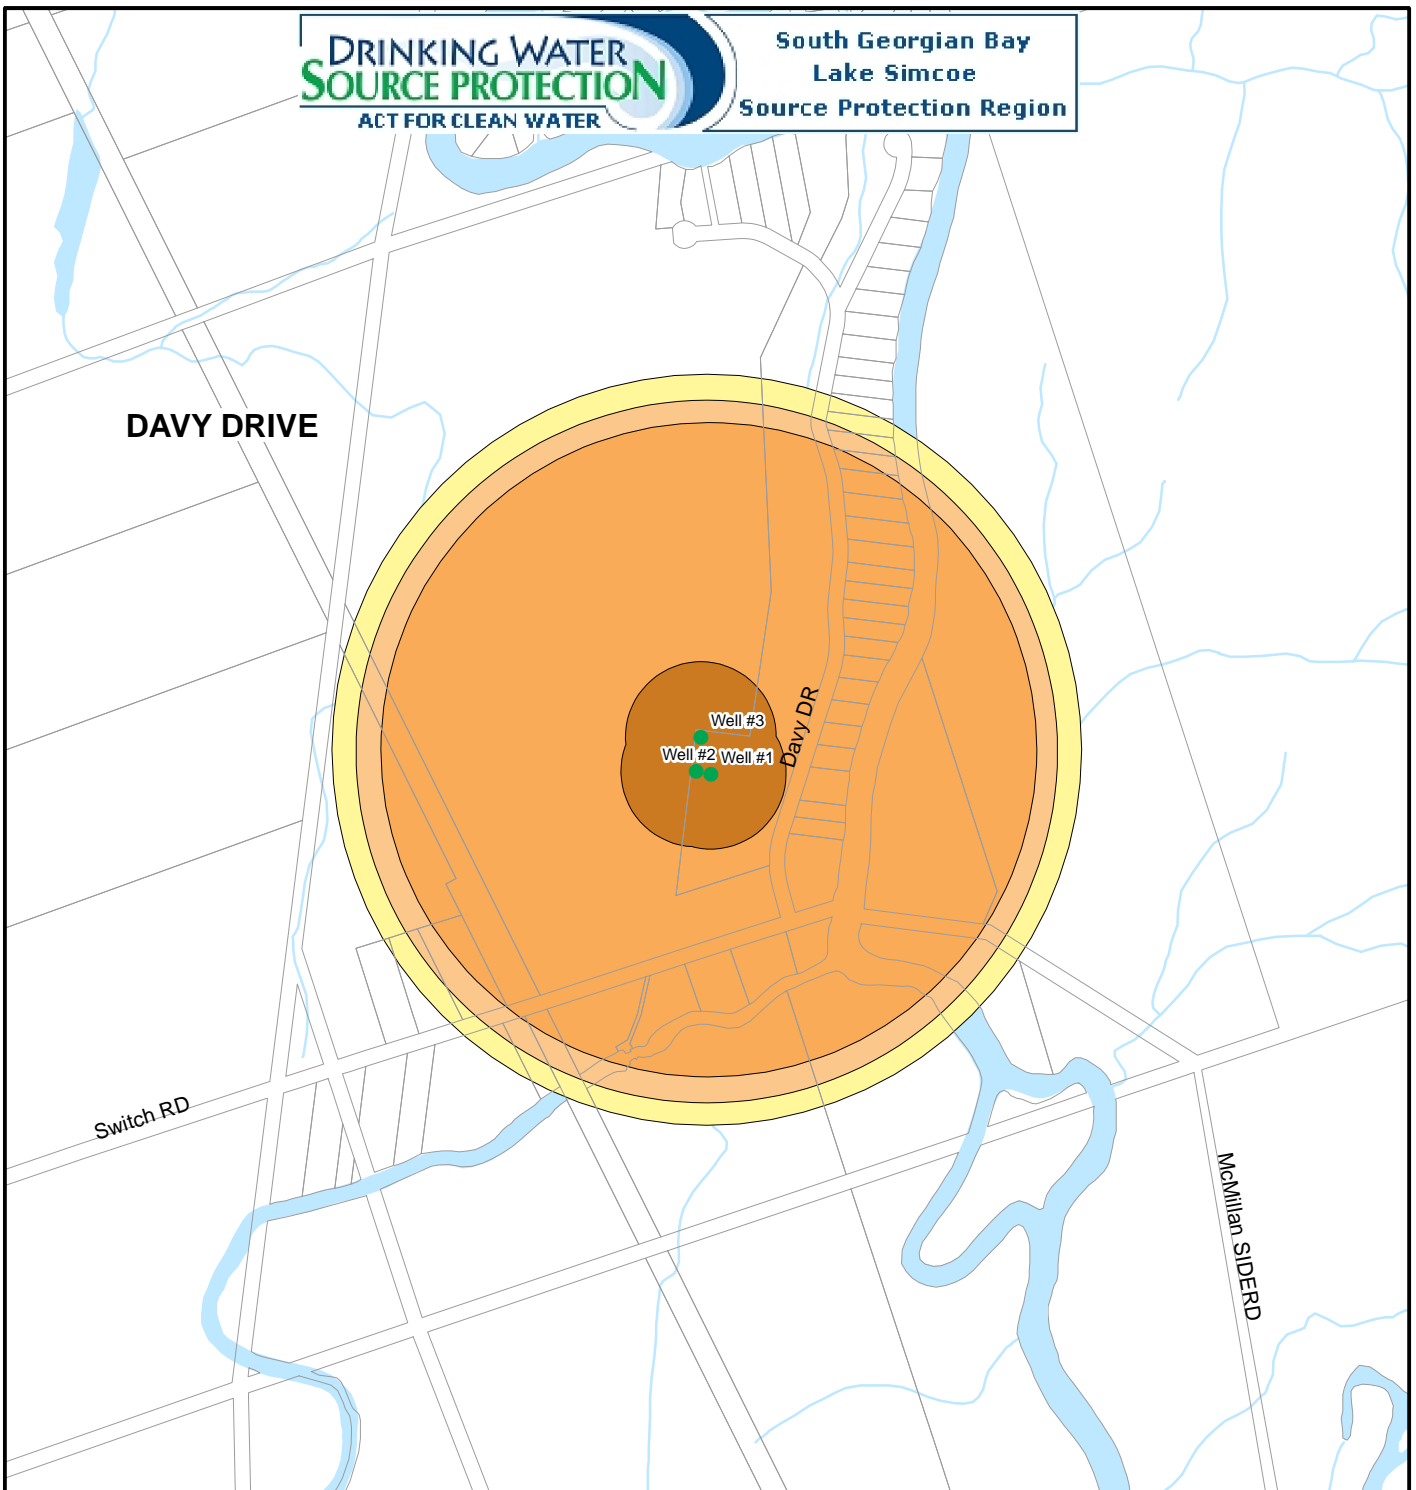 DRINKING WATER
SOURCE PROTECTION
ACT FOR CLEAN WATER
South Georgian Bay
Lake Simcoe
Source Protection Region
DAVY DRIVE
Well #3
Well #2
Well #1
Davy DR
Switch RD
McMillan SIDERD